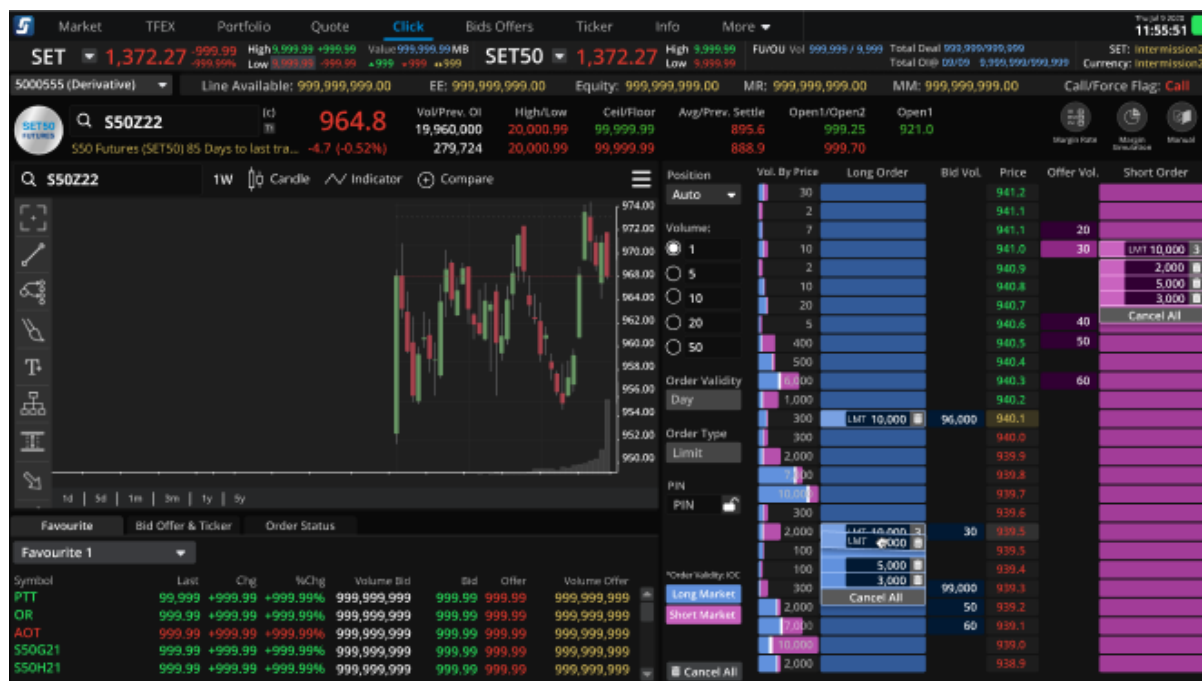 Market TFEX Portfolio Quote Click Bids Offers Ticker Info More
11:55:51
SET 1,372.27 -999.99 -999.99% High 9,999.99 +999.99 Value 999,999.99 MB SET50 1,372.27 High 9,999.99 FU/OU Vol 999,999 / 9,999 Total Deal 999,999/999,999 SET: Intermission2
Low 9,999.99 -999.99 +999 +999 Low 9,999.99 Total OI@ 09/09 9,999,999/999,999 Currency: Intermission2
5000555 (Derivative) Line Available: 999,999,999.00 EE: 999,999,999.00 Equity: 999,999,999.00 MR: 999,999,999.00 MM: 999,999,999.00 Call/Force Flag: Call
SET50 FUTURES
S50Z22 964.8 Vol/Prev. OI High/Low Ceil/Floor Avg/Prev. Settle Open1/Open2 Open1
19,960,000 20,000.99 99,999.99 895.6 999.25 921.0
S50 Futures (SET50) 85 Days to last tra... -4.7 (-0.52%) 279,724 20,000.99 99,999.99 888.9 999.70
Margin Rate Margin Simulation Manual
S50Z22 1W Candle Indicator Compare
974.00
972.00
970.00
968.00
964.00
962.00
960.00
958.00
956.00
954.00
952.00
950.00
1d 5d 1m 3m 1y 5y
Position
Auto
Volume:
1
5
10
20
50
Order Validity
Day
Order Type
Limit
PIN
PIN
*Order Validity: IOC
Long Market
Short Market
Cancel All
Vol. By Price Long Order Bid Vol. Price Offer Vol. Short Order
30 941.2
2 941.1
7 941.1 20
10 941.0 30 LMT 10,000 3
2 940.9 2,000
10 940.8 5,000
20 940.7 3,000
5 940.6 40 Cancel All
400 940.5 50
500 940.4
6,000 940.3 60
1,000 940.2
300 LMT 10,000 96,000 940.1
300 940.0
2,000 939.9
939.8
10,000 939.7
300 939.6
2,000 LMT 10,000 3 30 939.5
100 LMT 939.5
100 5,000 939.4
300 3,000 99,000 939.3
2,000 Cancel All 50 939.2
7,000 60 939.1
10,000 939.0
2,000 938.9
Favourite Bid Offer & Ticker Order Status
Favourite 1
Symbol Last Chg %Chg Volume Bid Bid Offer Volume Offer
PTT 99,999 +999.99 +999.99% 999,999,999 999.99 999.99 999,999,999
OR 999.99 +999.99 +999.99% 999,999,999 999.99 999.99 999,999,999
AOT 999.99 +999.99 +999.99% 999,999,999 999.99 999.99 999,999,999
S50G21 999.99 +999.99 +999.99% 999,999,999 999.99 999.99 999,999,999
S50H21 999.99 +999.99 +999.99% 999,999,999 999.99 999.99 999,999,999